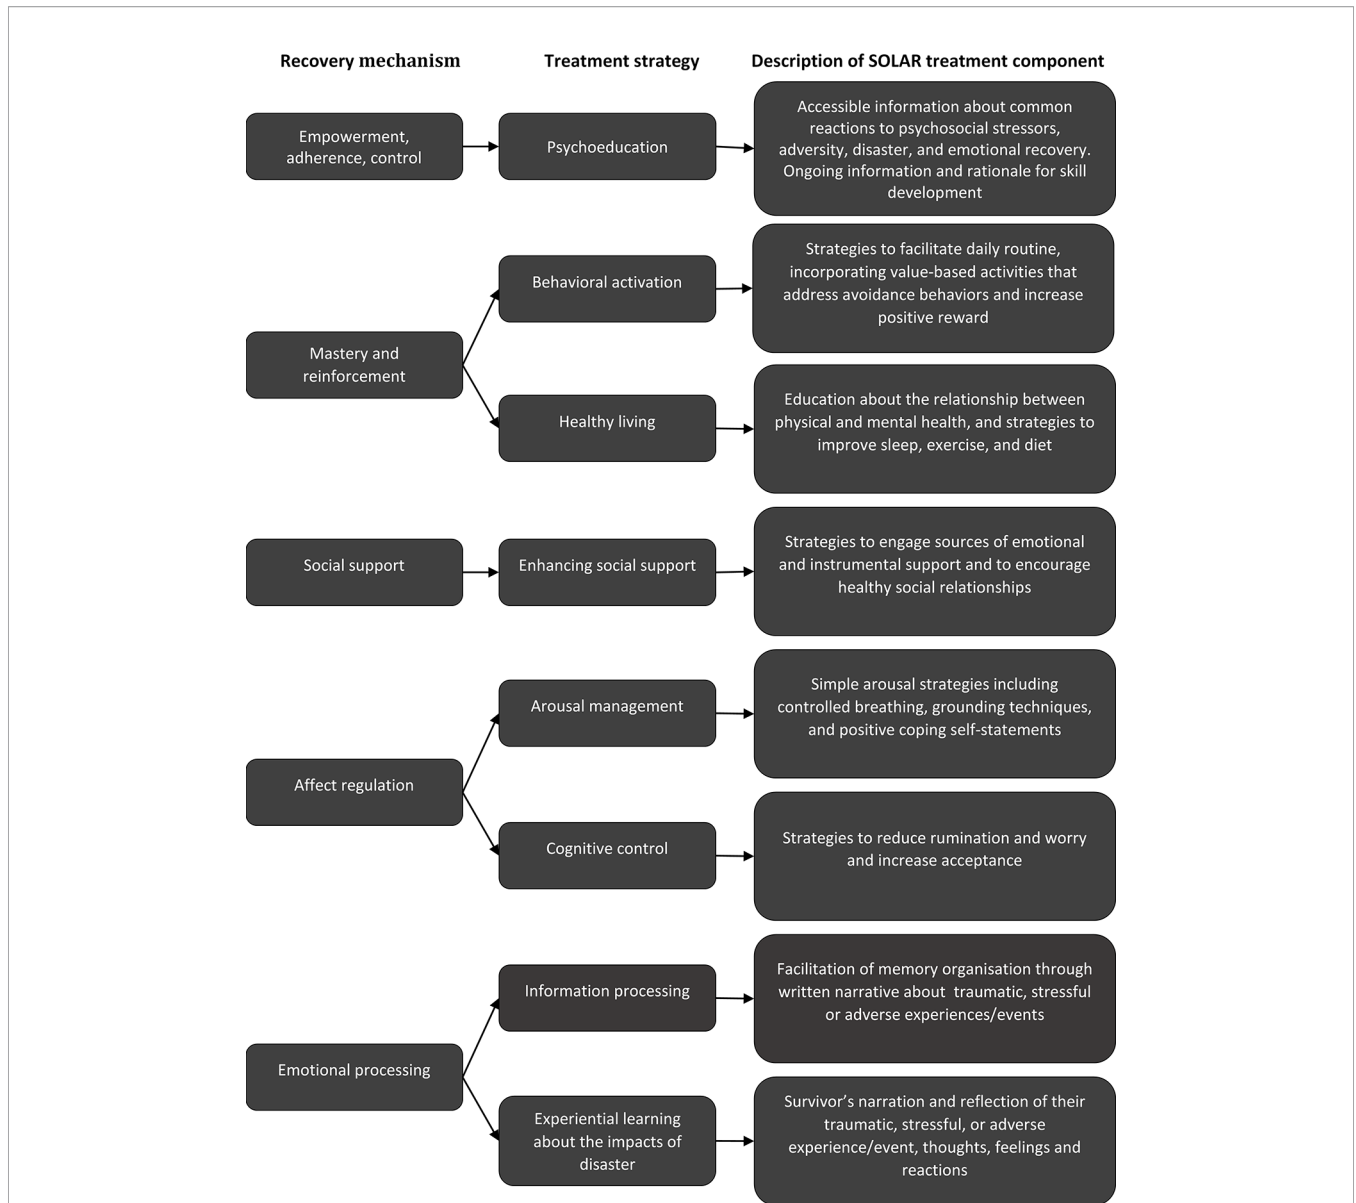 Recovery mechanism
Treatment strategy
Description of SOLAR treatment component
Empowerment,
adherence, control
Psychoeducation
Accessible information about common
reactions to psychosocial stressors,
adversity, disaster, and emotional recovery.
Ongoing information and rationale for skill
development
Mastery and
reinforcement
Behavioral activation
Strategies to facilitate daily routine,
incorporating value-based activities that
address avoidance behaviors and increase
positive reward
Healthy living
Education about the relationship between
physical and mental health, and strategies to
improve sleep, exercise, and diet
Social support
Enhancing social support
Strategies to engage sources of emotional
and instrumental support and to encourage
healthy social relationships
Affect regulation
Arousal management
Simple arousal strategies including
controlled breathing, grounding techniques,
and positive coping self-statements
Cognitive control
Strategies to reduce rumination and worry
and increase acceptance
Emotional processing
Information processing
Facilitation of memory organisation through
written narrative about  traumatic, stressful
or adverse experiences/events
Experiential learning
about the impacts of
disaster
Survivor’s narration and reflection of their
traumatic, stressful, or adverse
experience/event, thoughts, feelings and
reactions